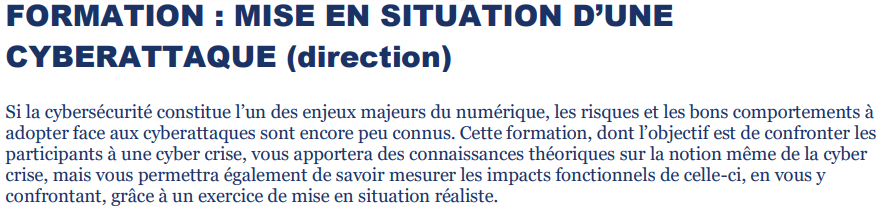 FORMATION : MISE EN SITUATION D’UNE
CYBERATTAQUE (direction)
Si la cybersécurité constitue l’un des enjeux majeurs du numérique, les risques et les bons comportements à
adopter face aux cyberattaques sont encore peu connus. Cette formation, dont l’objectif est de confronter les
participants à une cyber crise, vous apportera des connaissances théoriques sur la notion même de la cyber
crise, mais vous permettra également de savoir mesurer les impacts fonctionnels de celle-ci, en vous y
confrontant, grâce à un exercice de mise en situation réaliste.